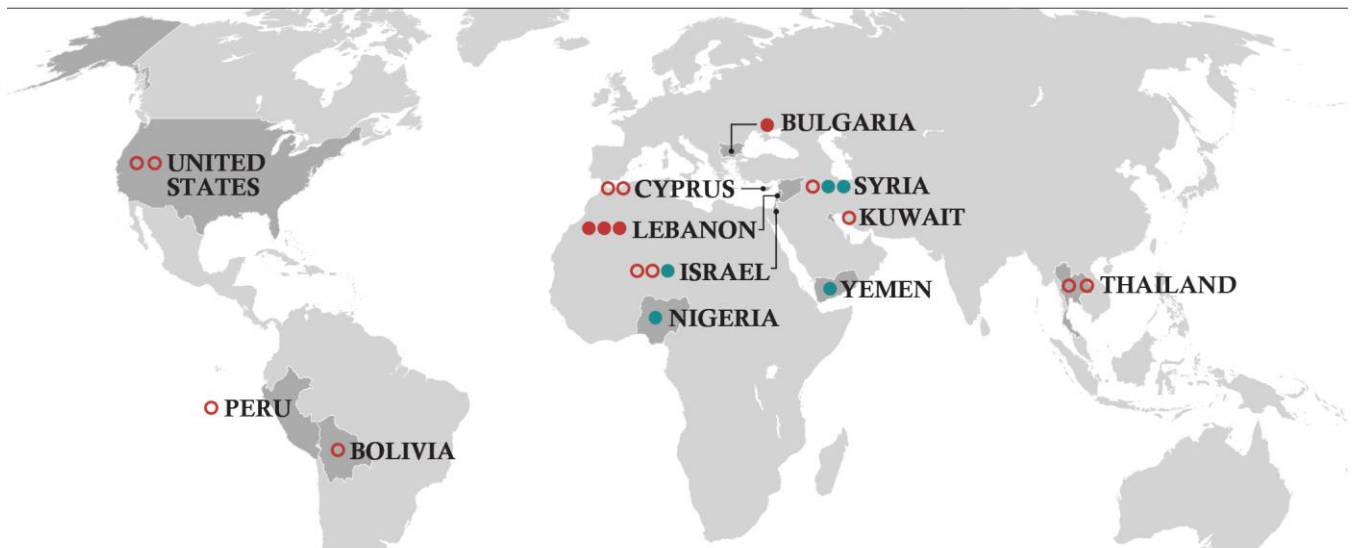 BULGARIA
UNITED
STATES
CYPRUS
SYRIA
KUWAIT
LEBANON
ISRAEL
YEMEN
THAILAND
NIGERIA
PERU
BOLIVIA